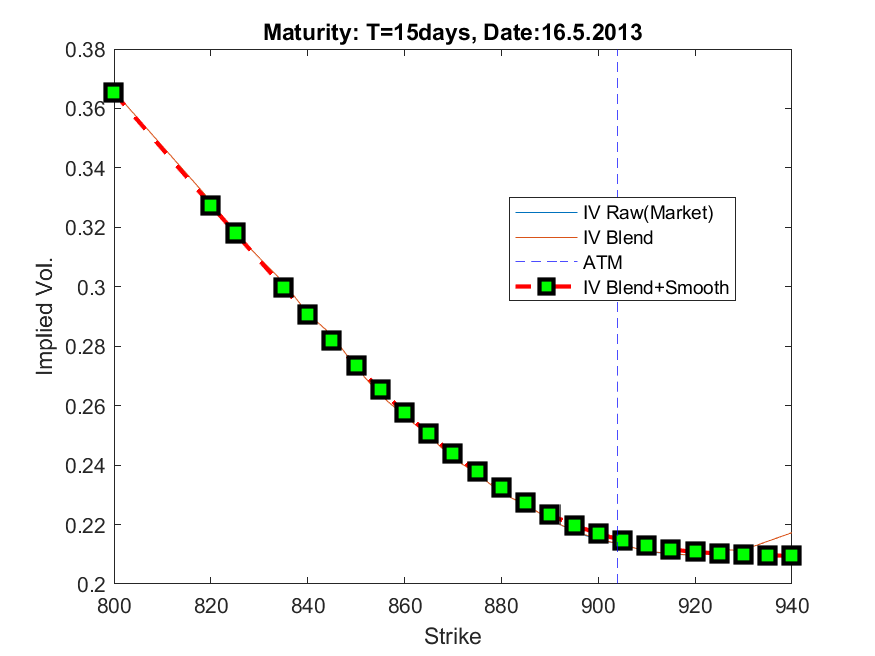 Maturity: T=15days, Date:16.5.2013
0.38
0.36
0.34
0.32
0.3
0.28
0.26
0.24
0.22
0.2
Implied Vol.
IV Raw(Market)
IV Blend
ATM
IV Blend+Smooth
800
820
840
860
880
900
920
940
Strike